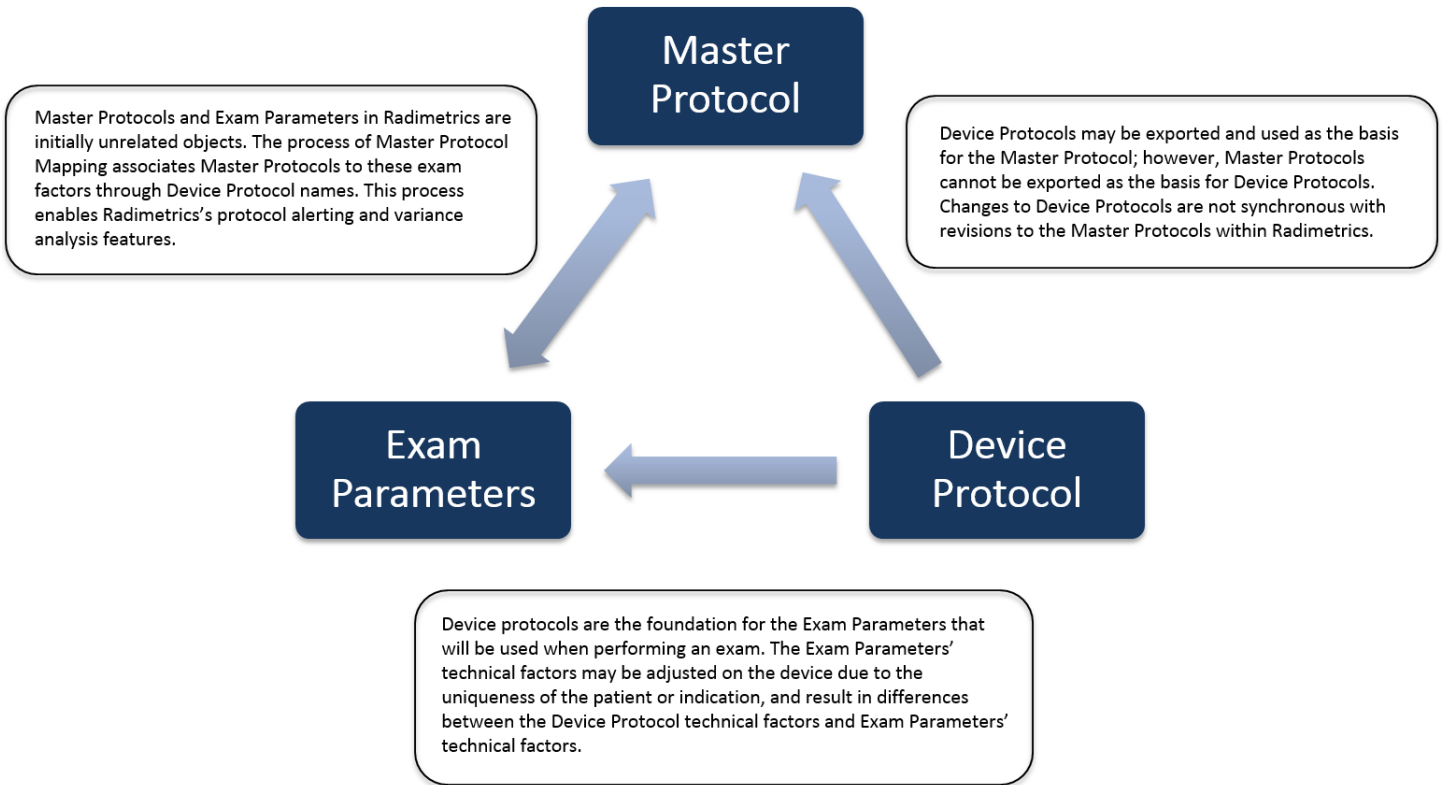 Master
Protocol
Master Protocols and Exam Parameters in Radimetrics are
initially unrelated objects. The process of Master Protocol
Mapping associates Master Protocols to these exam
factors through Device Protocol names. This process
enables Radimetrics's protocol alerting and variance
analysis features.
Device Protocols may be exported and used as the basis
for the Master Protocol; however, Master Protocols
cannot be exported as the basis for Device Protocols.
Changes to Device Protocols are not synchronous with
revisions to the Master Protocols within Radimetrics.
Exam
Parameters
Device
Protocol
Device protocols are the foundation for the Exam Parameters that
will be used when performing an exam. The Exam Parameters’
technical factors may be adjusted on the device due to the
uniqueness of the patient or indication, and result in differences
between the Device Protocol technical factors and Exam Parameters’
technical factors.